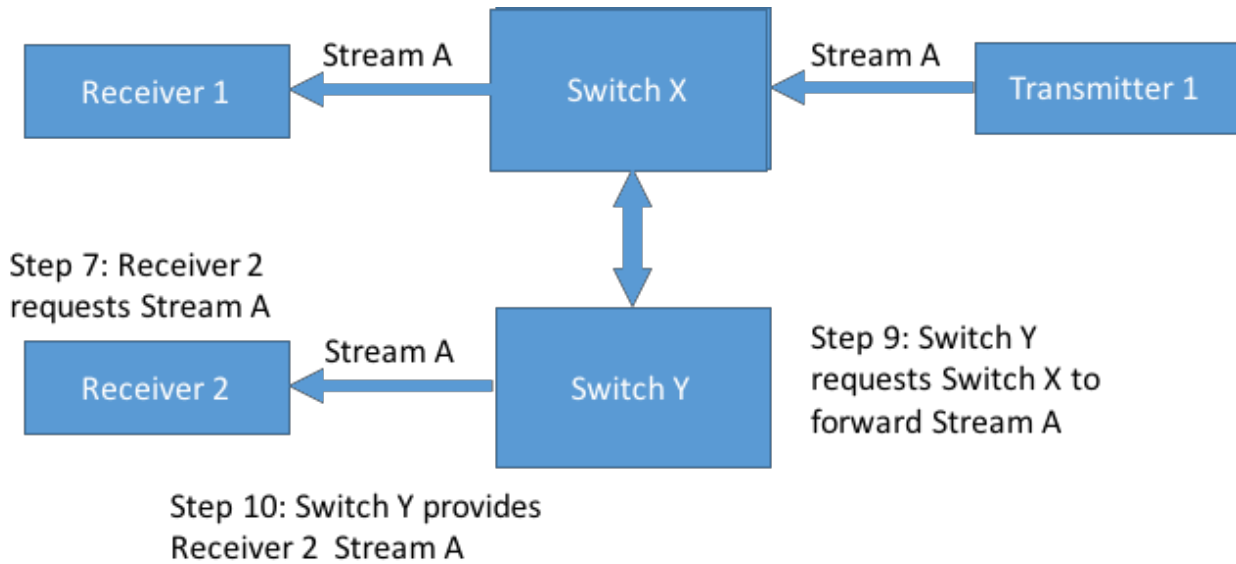 Stream A
Stream A
Receiver 1
Switch X
Transmitter 1
Step 7: Receiver 2
requests Stream A
Stream A
Receiver 2
Switch Y
Step 9: Switch Y
requests Switch X to
forward Stream A
Step 10: Switch Y provides
Receiver 2 Stream A